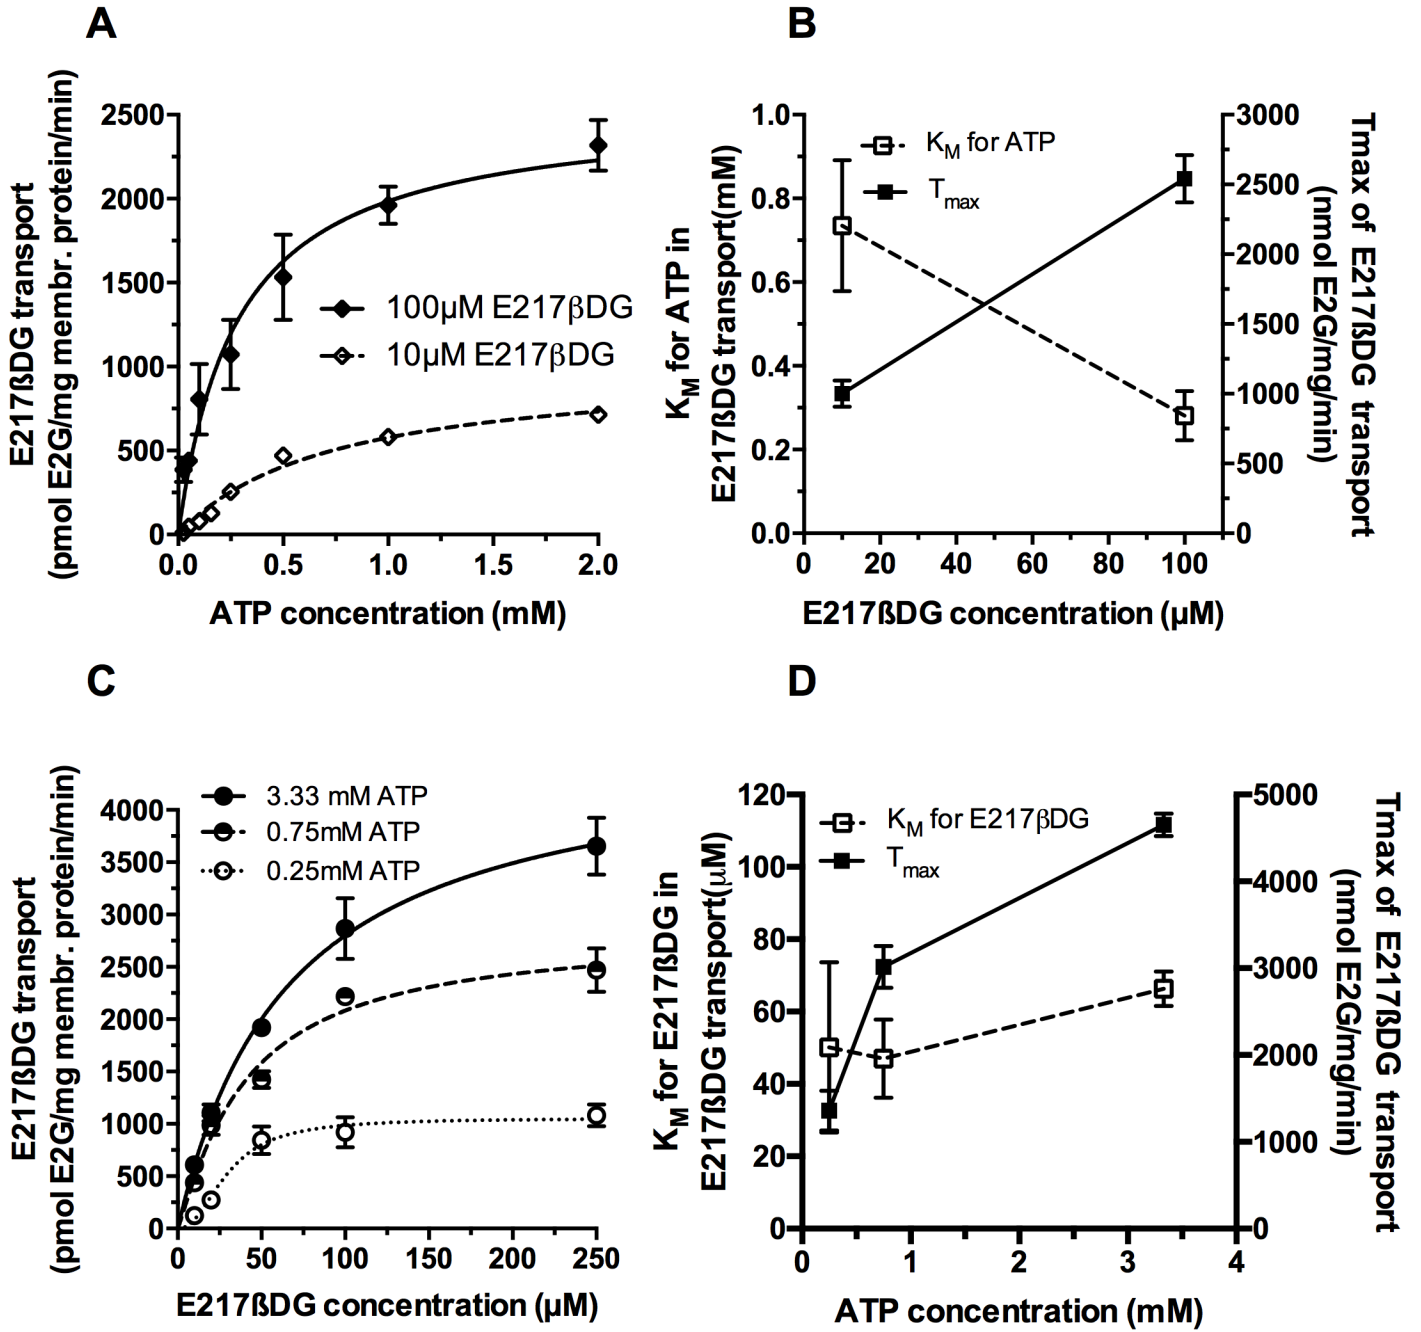 A
E217ßDG transport
(pmol E2G/mg membr. protein/min)
2500
2000
1500
1000
500
0
100µM E217βDG
10µM E217βDG
0.0 0.5 1.0 1.5 2.0
ATP concentration (mM)
B
K_M for ATP in
E217ßDG transport(mM)
1.0
0.8
0.6
0.4
0.2
0.0
K_M for ATP
T_max
3000
2500
2000
1500
1000
500
0
Tmax of E217ßDG transport
(nmol E2G/mg/min)
0 20 40 60 80 100
E217ßDG concentration (µM)
C
E217ßDG transport
(pmol E2G/mg membr. protein/min)
4000
3500
3000
2500
2000
1500
1000
500
0
3.33 mM ATP
0.75mM ATP
0.25mM ATP
0 50 100 150 200 250
E217ßDG concentration (µM)
D
K_M for E217ßDG in
E217ßDG transport(µM)
120
100
80
60
40
20
0
K_M for E217βDG
T_max
5000
4000
3000
2000
1000
0
Tmax of E217ßDG transport
(nmol E2G/mg/min)
0 1 2 3 4
ATP concentration (mM)